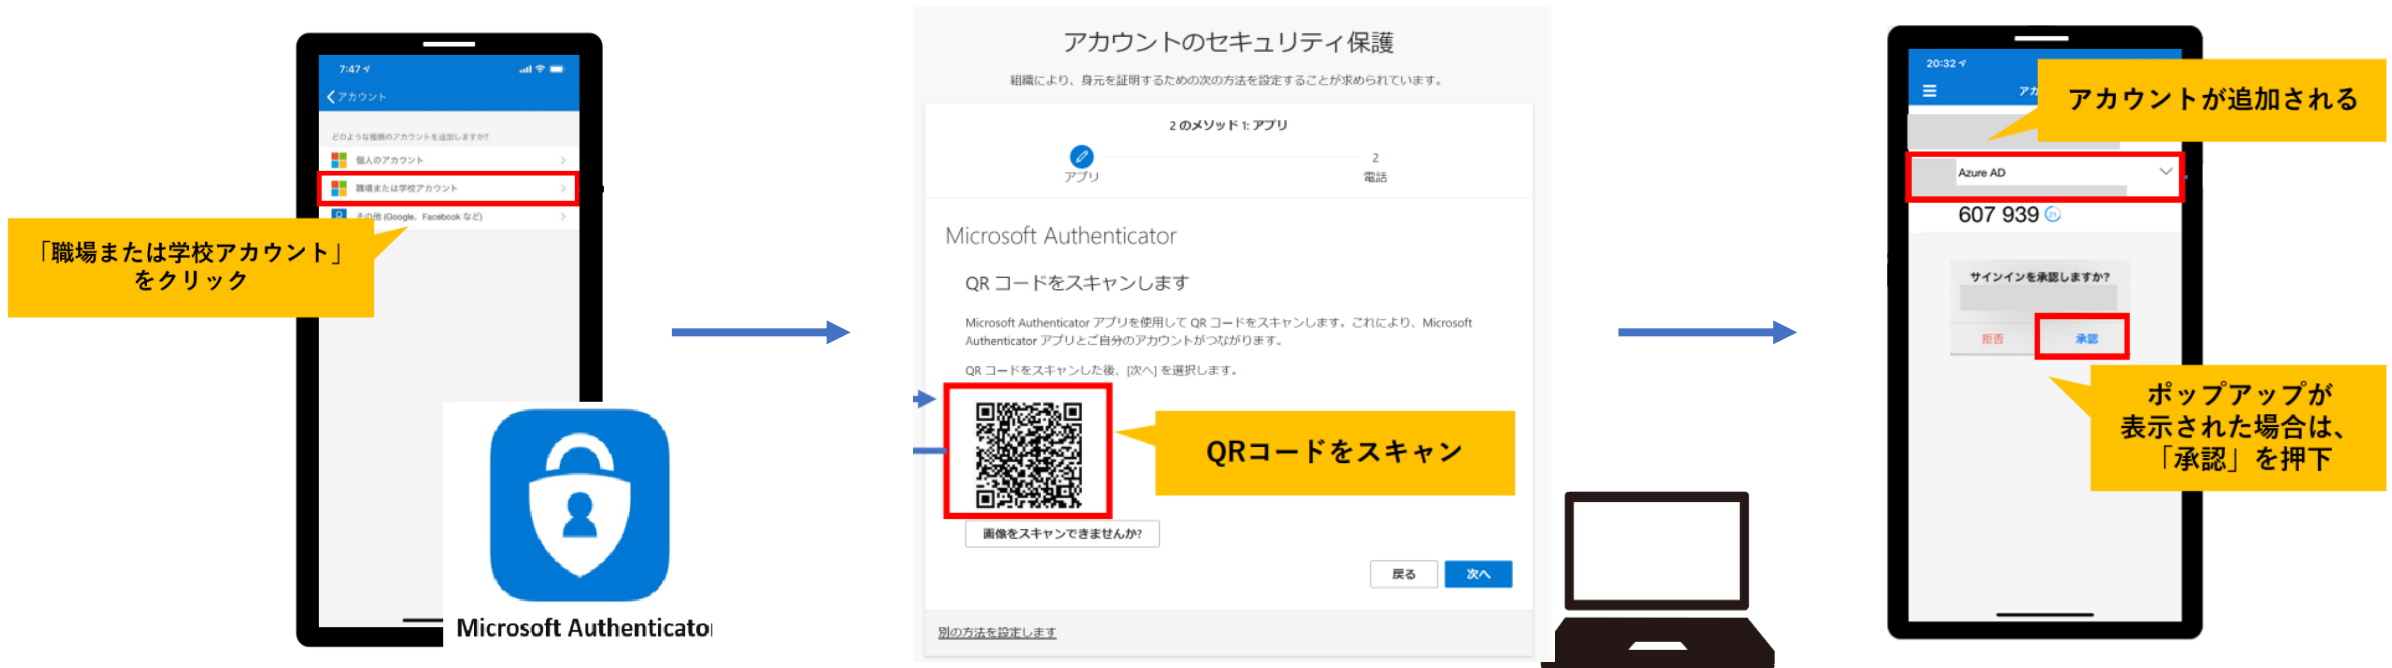 7:47
アカウント
どのような種類のアカウントを追加しますか?
個人のアカウント
職場または学校アカウント
その他 (Google、Facebook など)
「職場または学校アカウント」
をクリック
Microsoft Authenticato
アカウントのセキュリティ保護
組織により、身元を証明するための次の方法を設定することが求められています。
2 のメソッド 1: アプリ
アプリ
2
電話
Microsoft Authenticator
QR コードをスキャンします
Microsoft Authenticator アプリを使用して QR コードをスキャンします。これにより、Microsoft
Authenticator アプリとご自分のアカウントがつながります。
QR コードをスキャンした後、[次へ] を選択します。
QRコードをスキャン
画像をスキャンできませんか?
戻る
次へ
別の方法を設定します
20:32
アカ
アカウントが追加される
Azure AD
607 939
21
サインインを承認しますか?
拒否
承認
ポップアップが
表示された場合は、
「承認」を押下